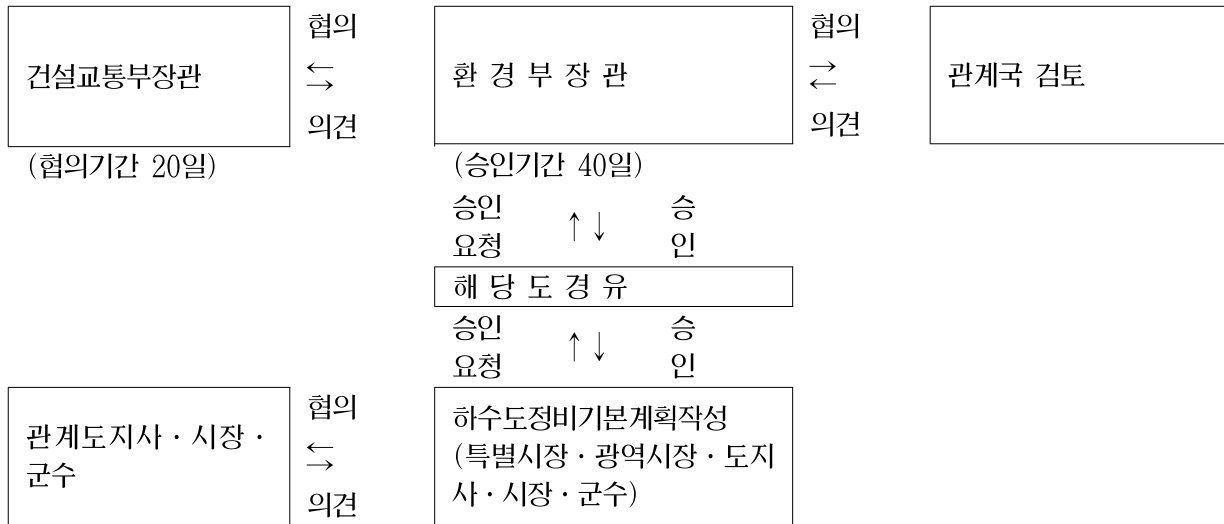 협의 협의
건설교통부장관 ← → 환 경 부 장 관 → ← 관계국 검토
의견 의견
(협의기간 20일) (승인기간 40일)
승인 ↑↓ 승
요청 인
해 당 도 경 유
승인 ↑↓ 승
요청 인
협의 하수도정비기본계획작성
관계도지사·시장· ← → (특별시장·광역시장·도지
군수 사·시장·군수)
의견